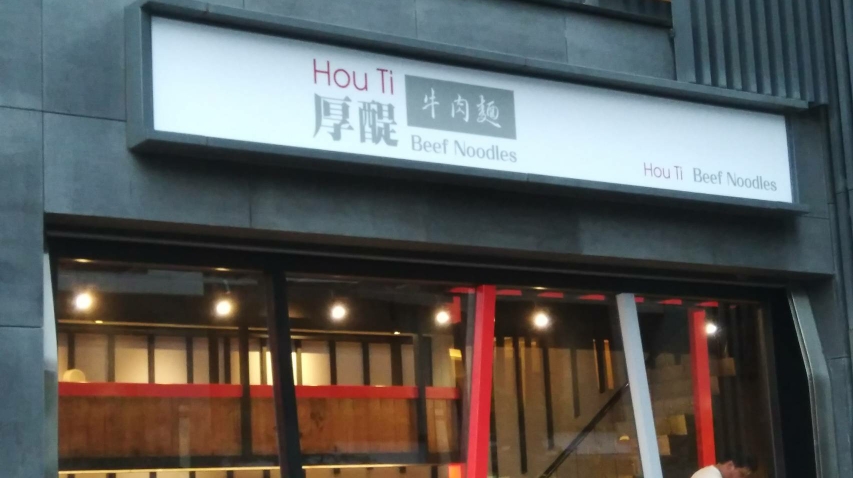 Hou Ti
厚醍
牛肉麵
Beef Noodles
Hou Ti Beef Noodles